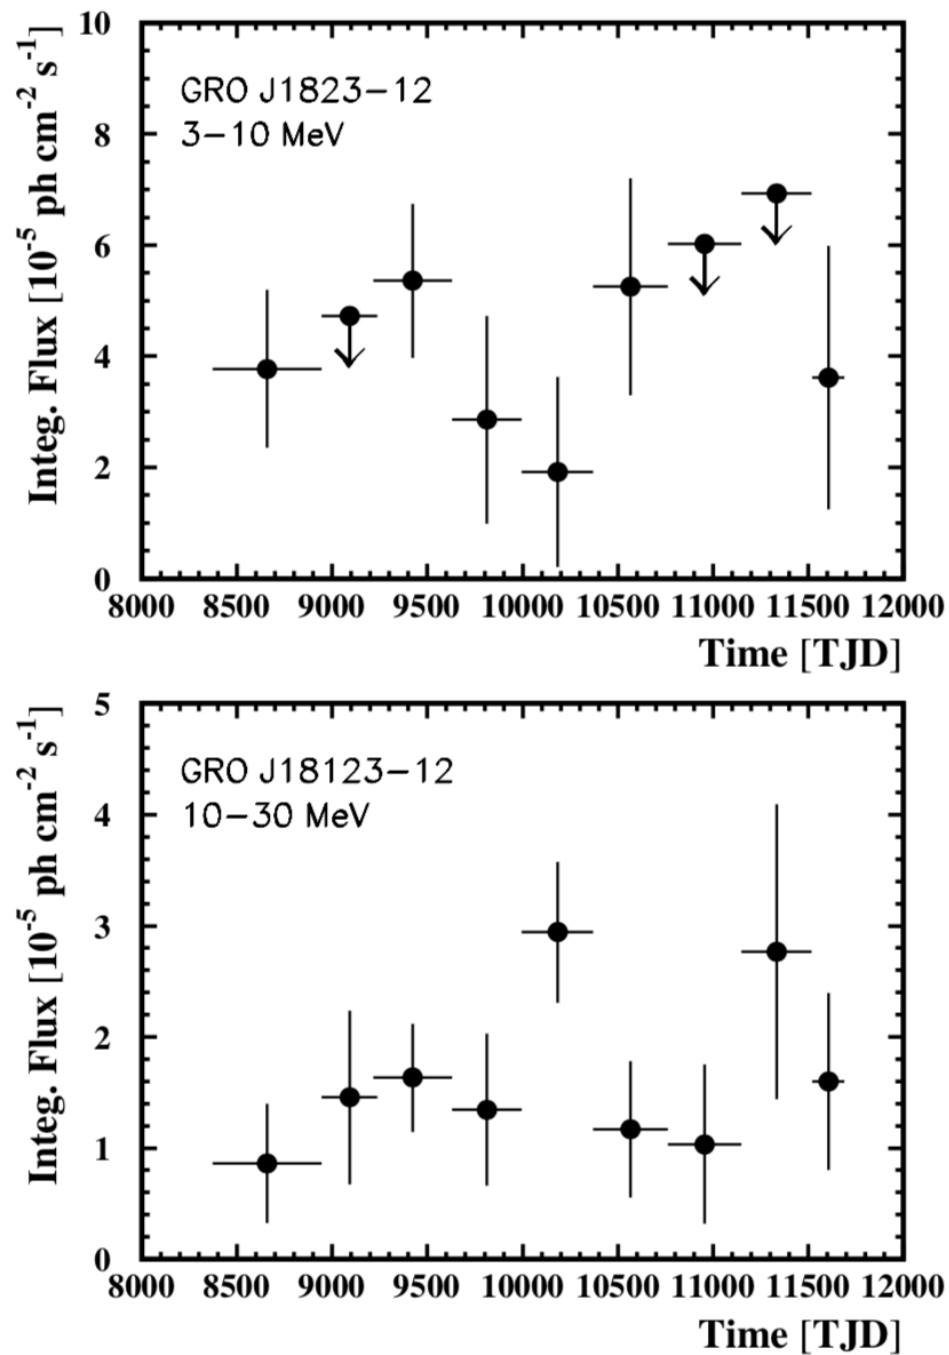 Integ. Flux [10-5 ph cm-2 s-1]
10
8
6
4
2
0
GRO J1823-12
3-10 MeV
8000 8500 9000 9500 10000 10500 11000 11500 12000
Time [TJD]
Integ. Flux [10-5 ph cm-2 s-1]
5
4
3
2
1
0
GRO J18123-12
10-30 MeV
8000 8500 9000 9500 10000 10500 11000 11500 12000
Time [TJD]